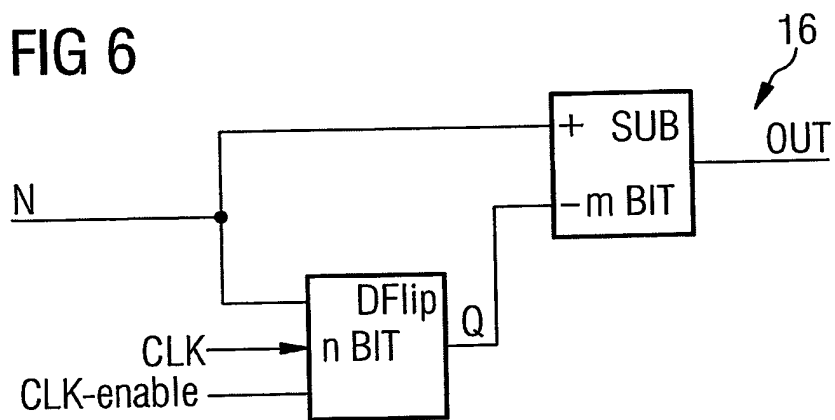 FIG 6
16
+ SUB
OUT
N
- m BIT
DFlip
Q
CLK
n BIT
CLK-enable